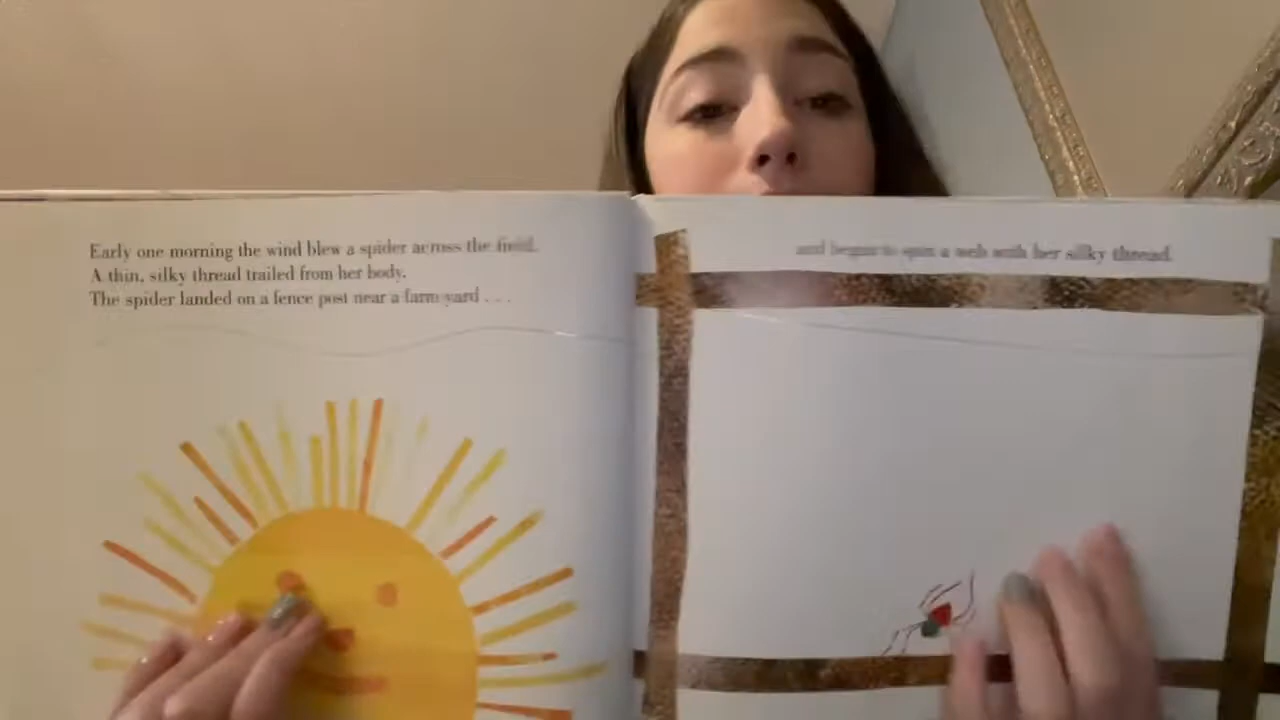 Early one morning the wind blew a spider across the field.
A thin, silky thread trailed from her body.
The spider landed on a fence post near a farm yard . . .
and began to spin a web with her silky thread.